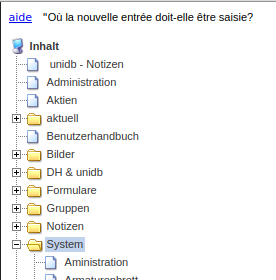 aide "Où la nouvelle entrée doit-elle être saisie?
Inhalt
unidb - Notizen
Administration
Aktien
aktuell
Benutzerhandbuch
Bilder
DH & unidb
Formulare
Gruppen
Notizen
System
Aministration
Armaturenbrett